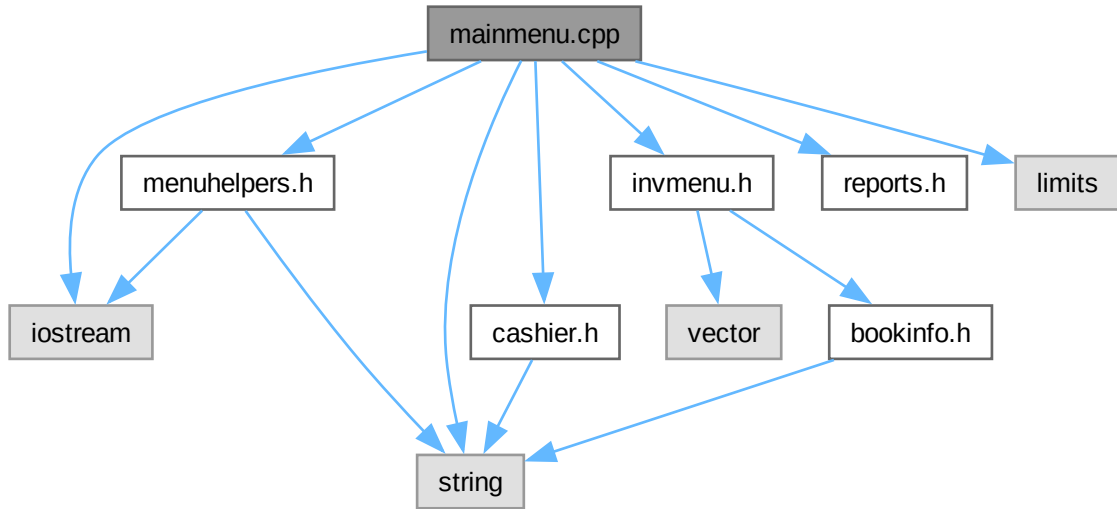 mainmenu.cpp
menuhelpers.h
invmenu.h
reports.h
limits
iostream
cashier.h
vector
bookinfo.h
string